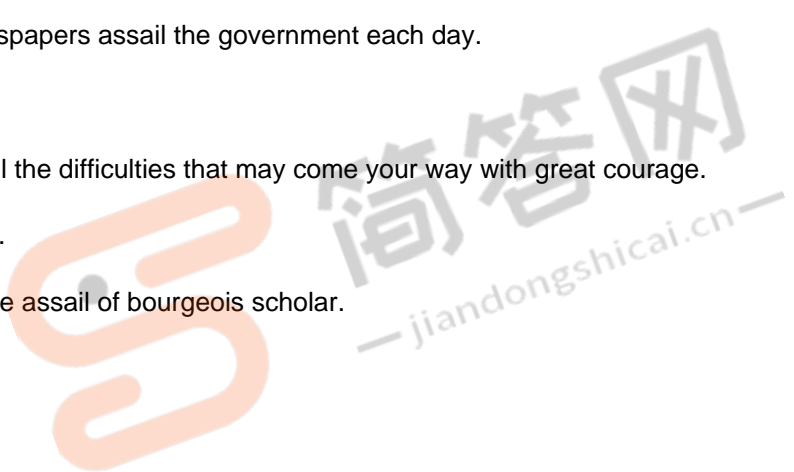 spapers assail the government each day.
l the difficulties that may come your way with great courage.
.
e assail of bourgeois scholar.
简答网
jiandongshicai.cn